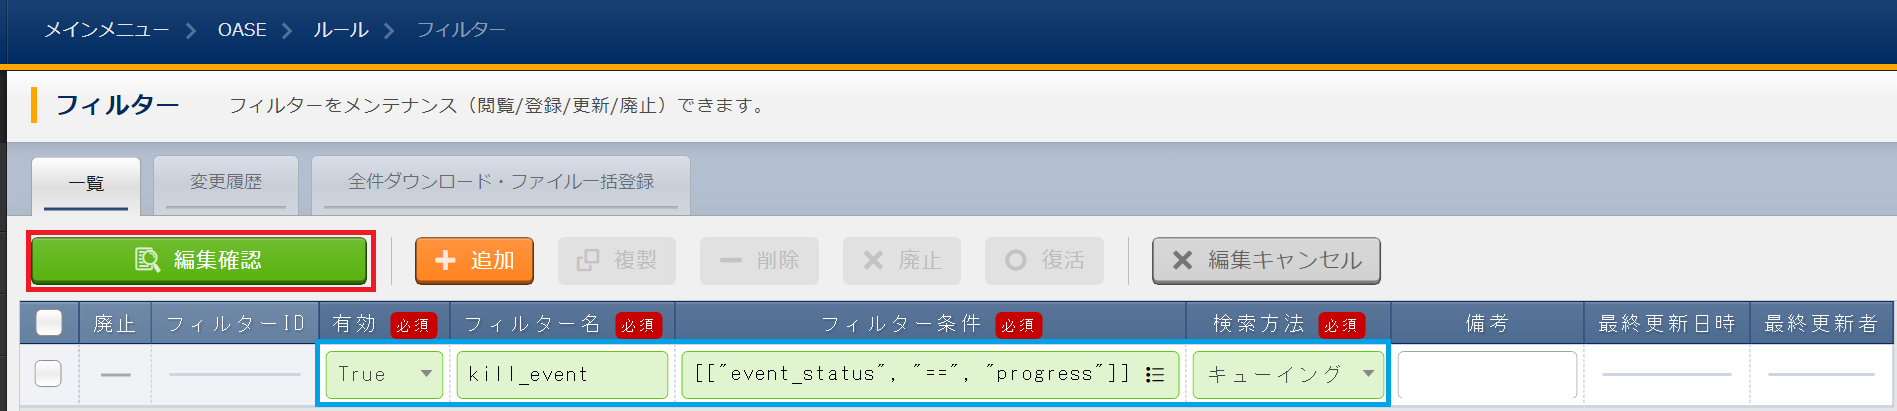 メインメニュー OASE ルール フィルター
フィルター フィルターをメンテナンス（閲覧/登録/更新/廃止）できます。
一覧 変更履歴 全件ダウンロード・ファイル一括登録
編集確認 追加 複製 削除 廃止 復活 編集キャンセル
廃止 フィルターID 有効 必須 フィルター名 必須 フィルター条件 必須 検索方法 必須 備考 最終更新日時 最終更新者
True kill_event [["event_status", "==", "progress"]] キューイング